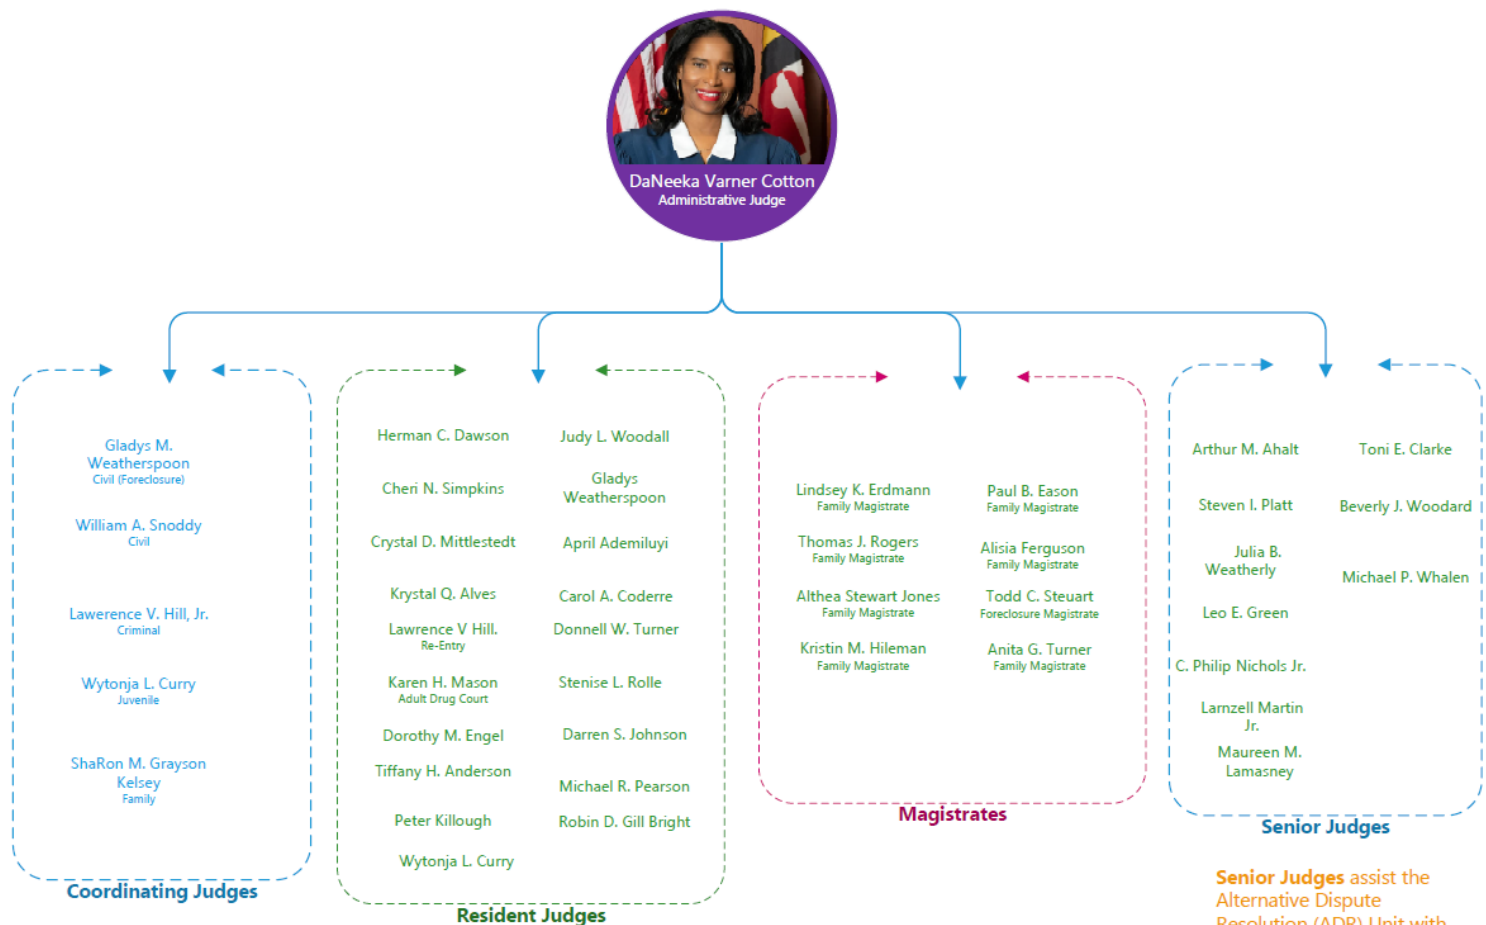 DaNeeka Varner Cotton
Administrative Judge
Gladys M.
Weatherspoon
Civil (Foreclosure)
William A. Snoddy
Civil
Lawerence V. Hill, Jr.
Criminal
Wytonja L. Curry
Juvenile
ShaRon M. Grayson
Kelsey
Family
Coordinating Judges
Herman C. Dawson
Cheri N. Simpkins
Crystal D. Mittlestedt
Krystal Q. Alves
Lawrence V Hill.
Re-Entry
Karen H. Mason
Adult Drug Court
Dorothy M. Engel
Tiffany H. Anderson
Peter Killough
Wytonja L. Curry
Judy L. Woodall
Gladys
Weatherspoon
April Ademiluyi
Carol A. Coderre
Donnell W. Turner
Stenise L. Rolle
Darren S. Johnson
Michael R. Pearson
Robin D. Gill Bright
Resident Judges
Lindsey K. Erdmann
Family Magistrate
Thomas J. Rogers
Family Magistrate
Althea Stewart Jones
Family Magistrate
Kristin M. Hileman
Family Magistrate
Paul B. Eason
Family Magistrate
Alisia Ferguson
Family Magistrate
Todd C. Steuart
Foreclosure Magistrate
Anita G. Turner
Family Magistrate
Magistrates
Arthur M. Ahalt
Steven I. Platt
Julia B.
Weatherly
Leo E. Green
C. Philip Nichols Jr.
Larnzell Martin
Jr.
Maureen M.
Lamasney
Toni E. Clarke
Beverly J. Woodard
Michael P. Whalen
Senior Judges
Senior Judges assist the
Alternative Dispute
Resolution (ADR) Unit with